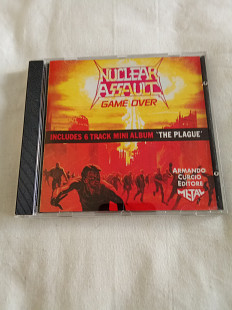 NUCLEAR
ASSAULT
GAME OVER
INCLUDES 6 TRACK MINI ALBUM "THE PLAGUE"
ARMANDO
CURCIO
EDITORE
METAL